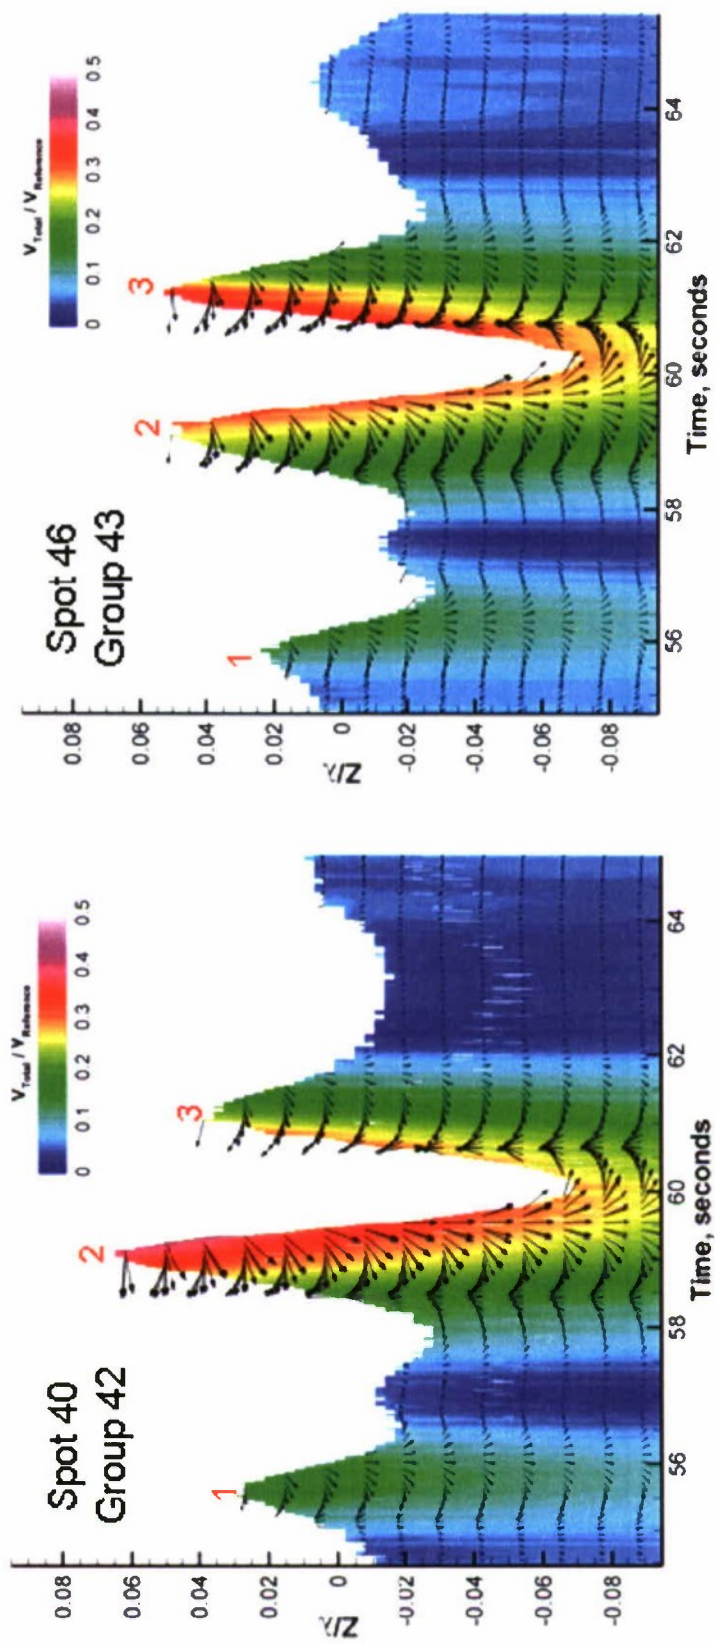 Spot 40
Group 42
V Total / V Reference
0 0.1 0.2 0.3 0.4 0.5
1
2
3
Z/λ
0.08
0.06
0.04
0.02
0
-0.02
-0.04
-0.06
-0.08
56 58 60 62 64
Time, seconds
Spot 46
Group 43
V Total / V Reference
0 0.1 0.2 0.3 0.4 0.5
1
2
3
Z/λ
0.08
0.06
0.04
0.02
0
-0.02
-0.04
-0.06
-0.08
56 58 60 62 64
Time, seconds